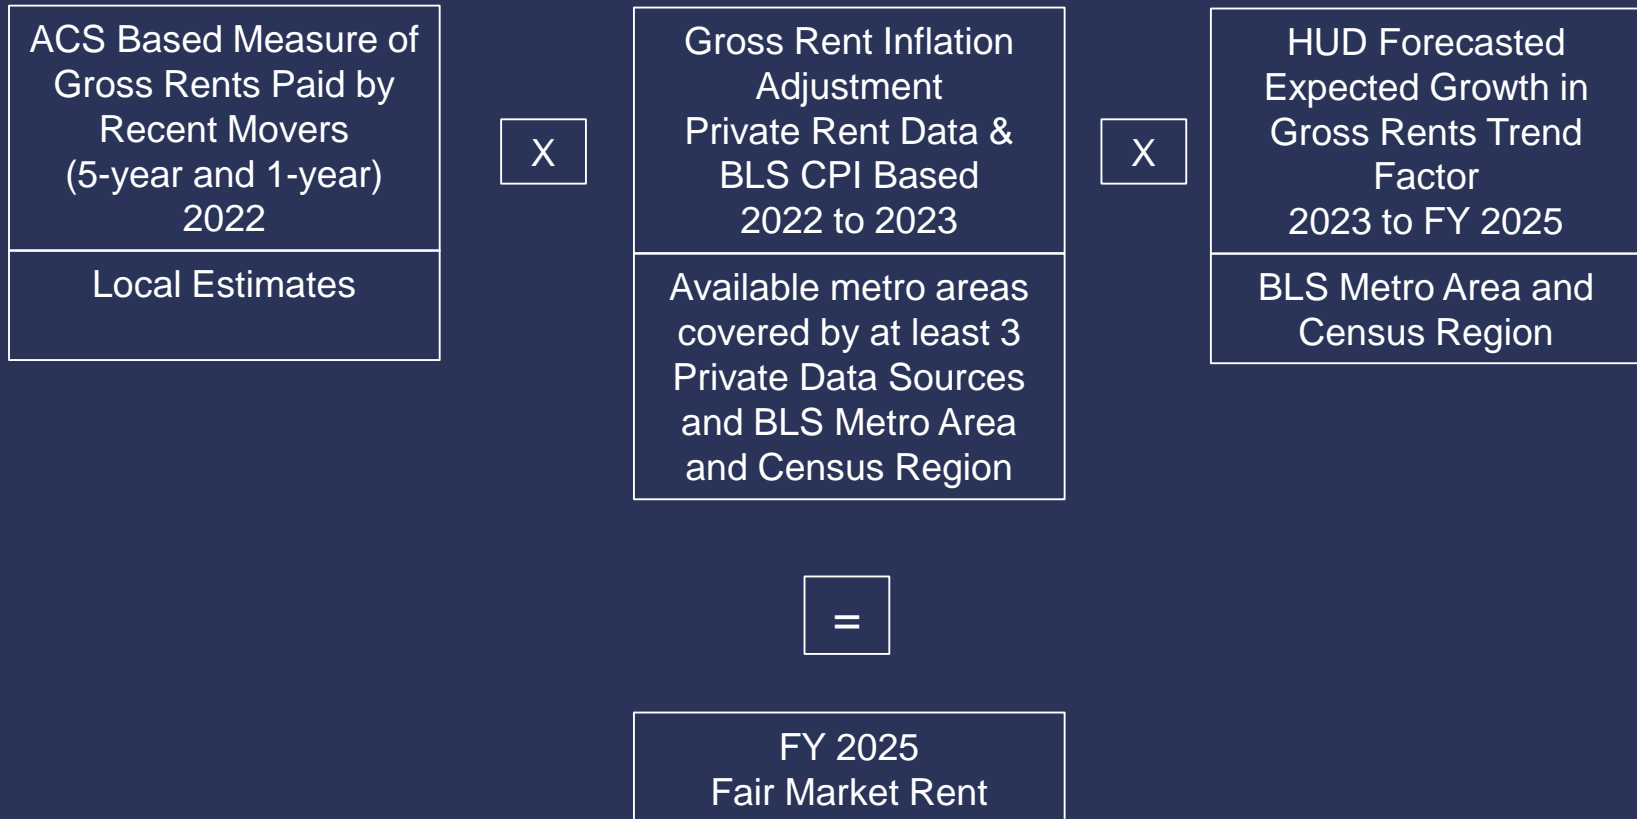 ACS Based Measure of
Gross Rents Paid by
Recent Movers
(5-year and 1-year)
2022
Local Estimates
X
Gross Rent Inflation
Adjustment
Private Rent Data &
BLS CPI Based
2022 to 2023
Available metro areas
covered by at least 3
Private Data Sources
and BLS Metro Area
and Census Region
X
HUD Forecasted
Expected Growth in
Gross Rents Trend
Factor
2023 to FY 2025
BLS Metro Area and
Census Region
=
FY 2025
Fair Market Rent